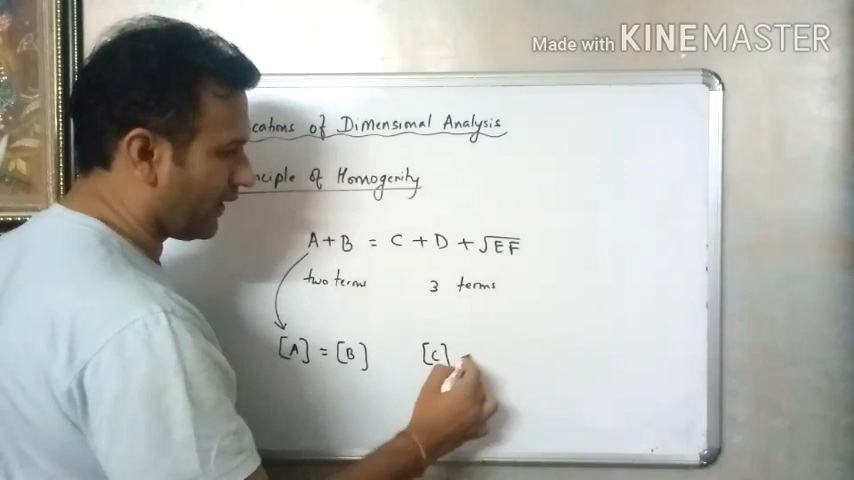 Made with KINEMASTER
cations of Dimensional Analysis
nciple of Homogenity
A + B = C + D + √EF
two terms 3 terms
[A] = [B] [C]